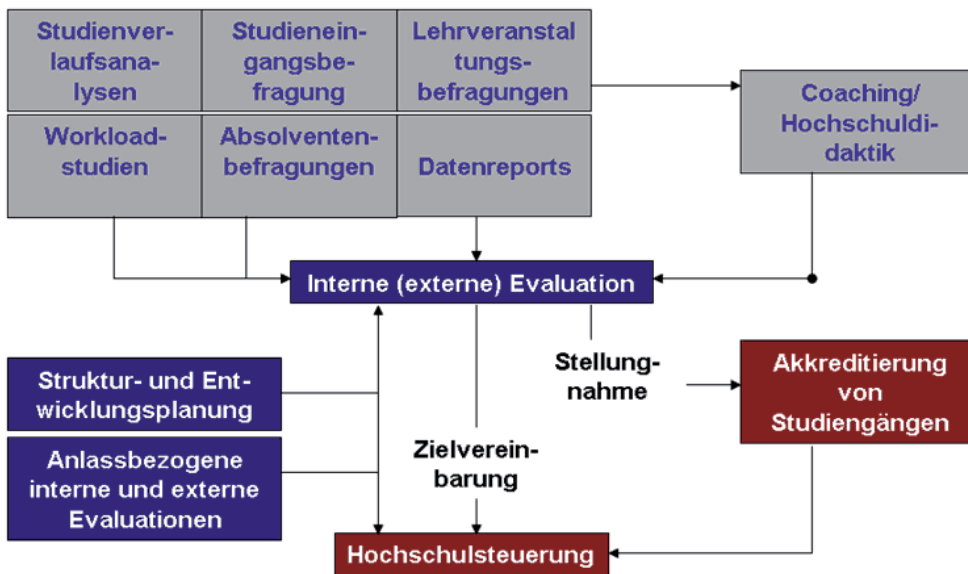 Studienver-
laufsana-
lysen
Studienein-
gangsbe-
fragung
Lehrveranstal
tungs-
befragungen
Coaching/
Hochschuldi-
daktik
Workload-
studien
Absolventen-
befragungen
Datenreports
Interne (externe) Evaluation
Struktur- und Ent-
wicklungsplanung
Stellung-
nahme
Akkreditierung
von
Studiengängen
Anlassbezogene
interne und externe
Evaluationen
Zielverein-
barung
Hochschulsteuerung